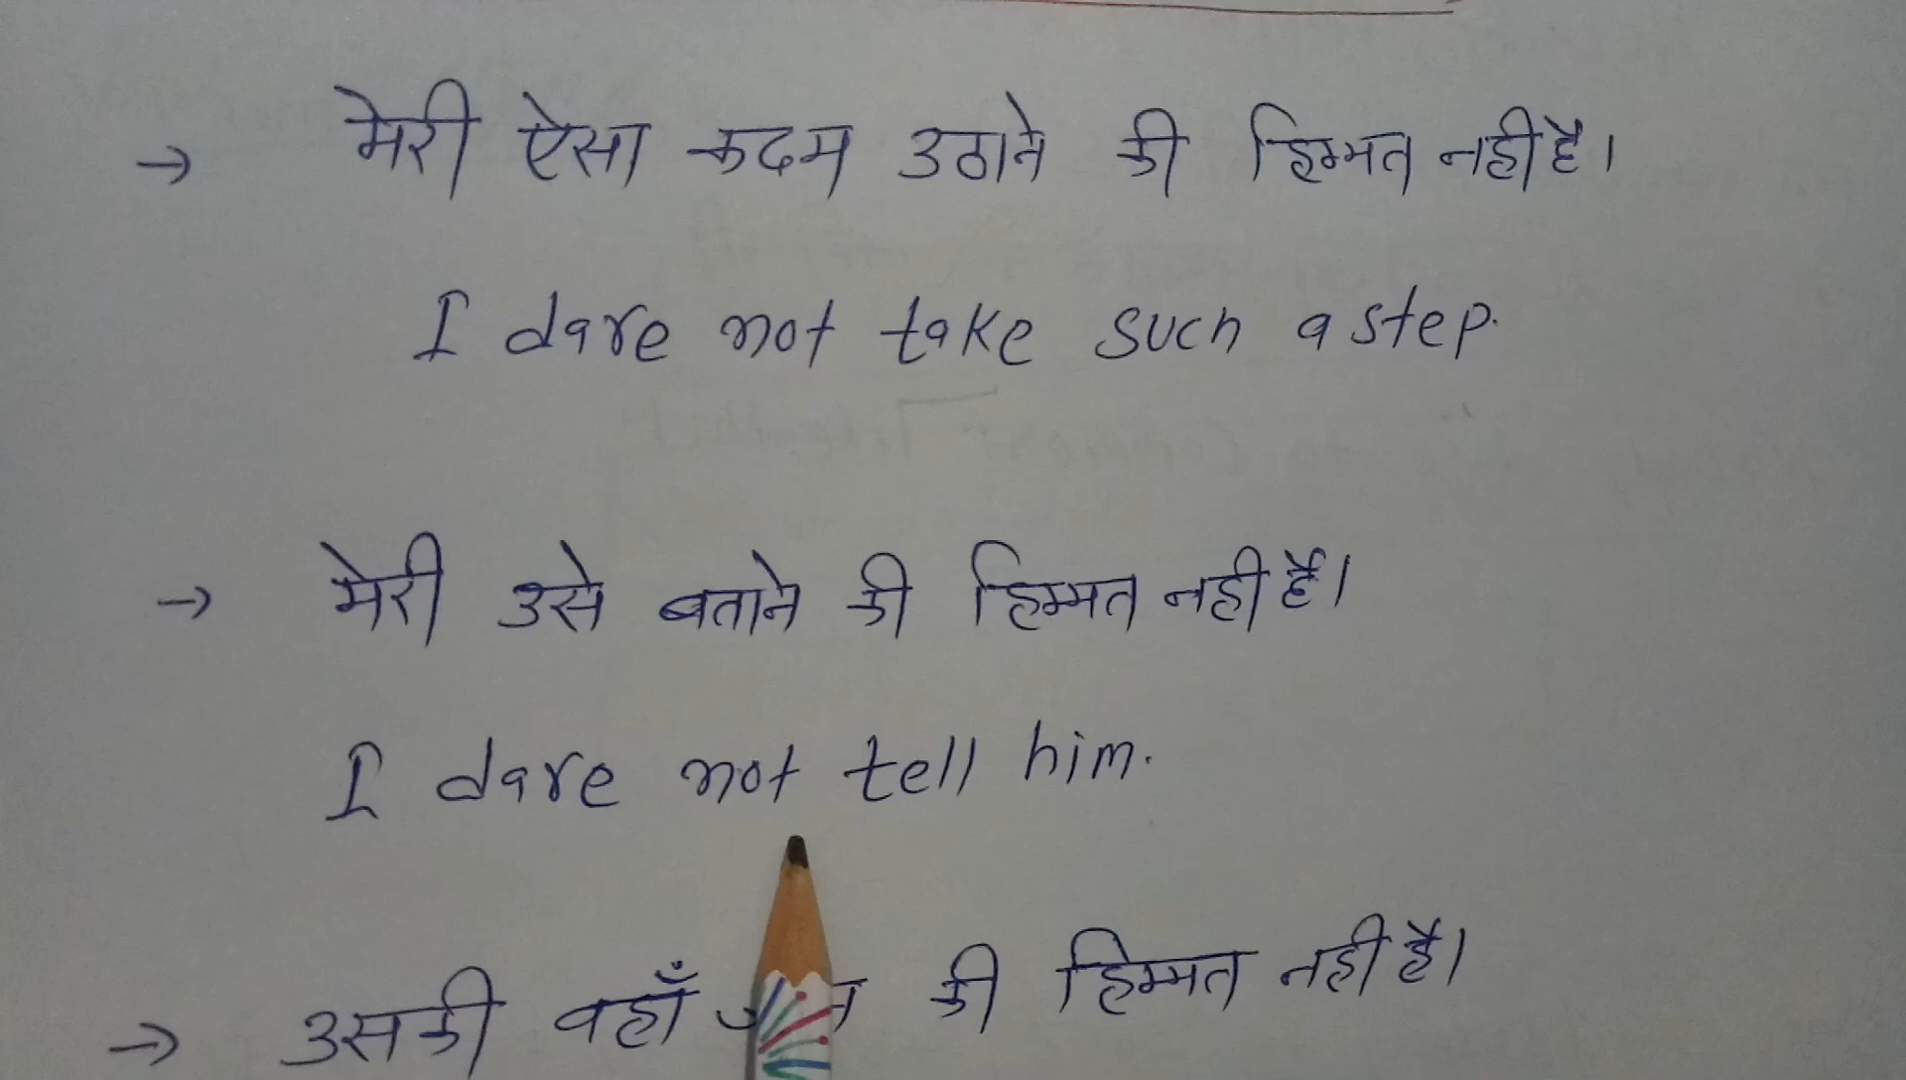 → मेरी ऐसा कदम उठाने की हिम्मत नही है।
I dare not take such a step.
→ मेरी उसे बताने की हिम्मत नही है।
I dare not tell him.
→ उसकी वहाँ की हिम्मत नही है।